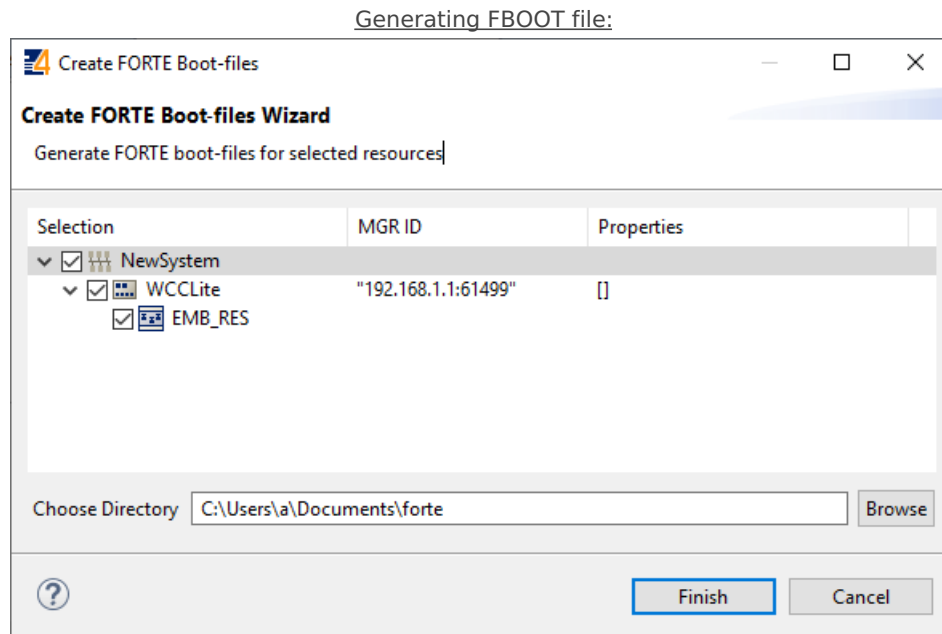 Generating FBOOT file:
Create FORTE Boot-files
Create FORTE Boot-files Wizard
Generate FORTE boot-files for selected resources
Selection MGR ID Properties
NewSystem
WCCLite "192.168.1.1:61499" []
EMB_RES
Choose Directory C:\Users\a\Documents\forte Browse
? Finish Cancel